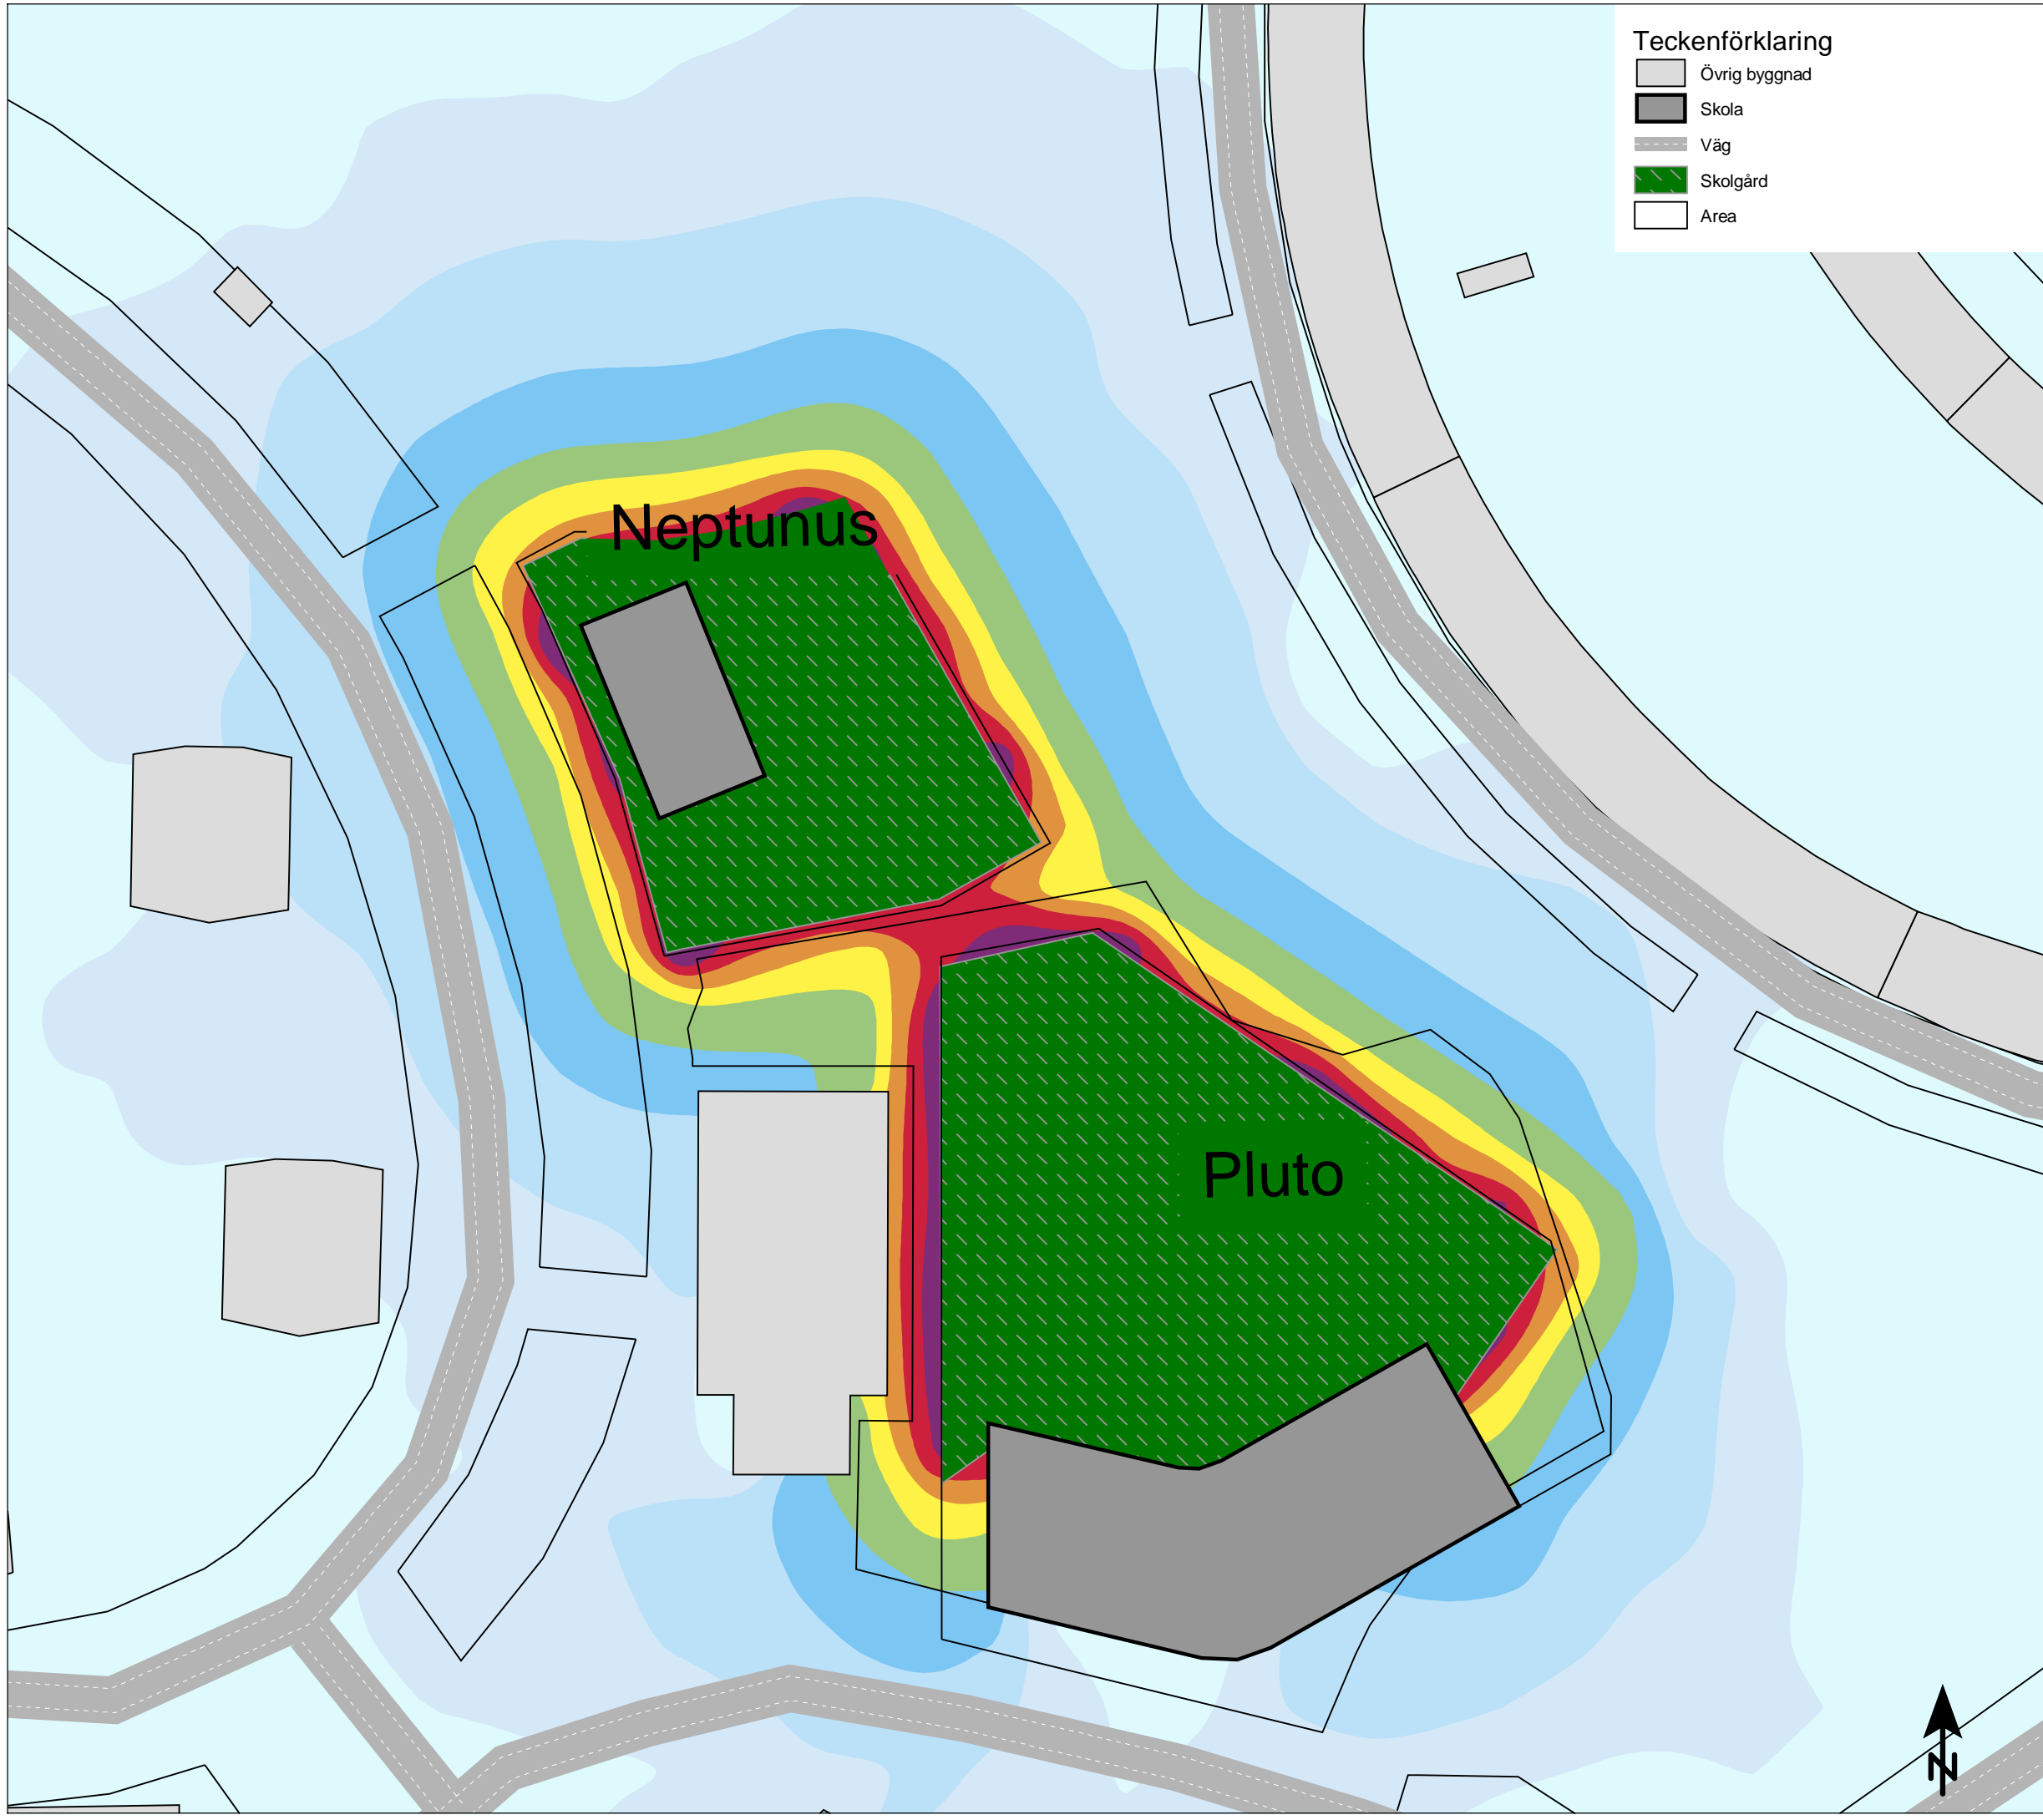 Teckenförklaring
Övrig byggnad
Skola
Väg
Skolgård
Area
Neptunus
Pluto
N